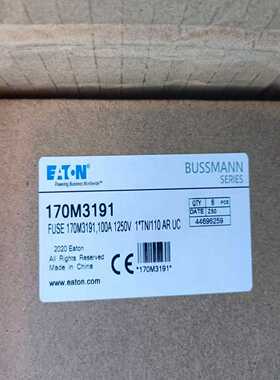 EATON
Powering Business Worldwide
BUSSMANN
SERIES
170M3191
QTY 5 PCS
DATE Z50
44696259
FUSE 170M3191,100A 1250V 1*TN/110 AR UC
2020 Eaton
All Rights Reserved
Made in China
CE
*170M3191*
www.eaton.com